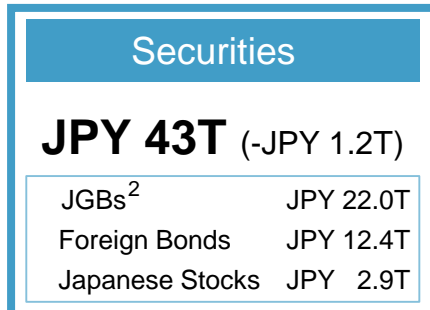 Securities
JPY 43T (-JPY 1.2T)
JGBs² JPY 22.0T
Foreign Bonds JPY 12.4T
Japanese Stocks JPY 2.9T